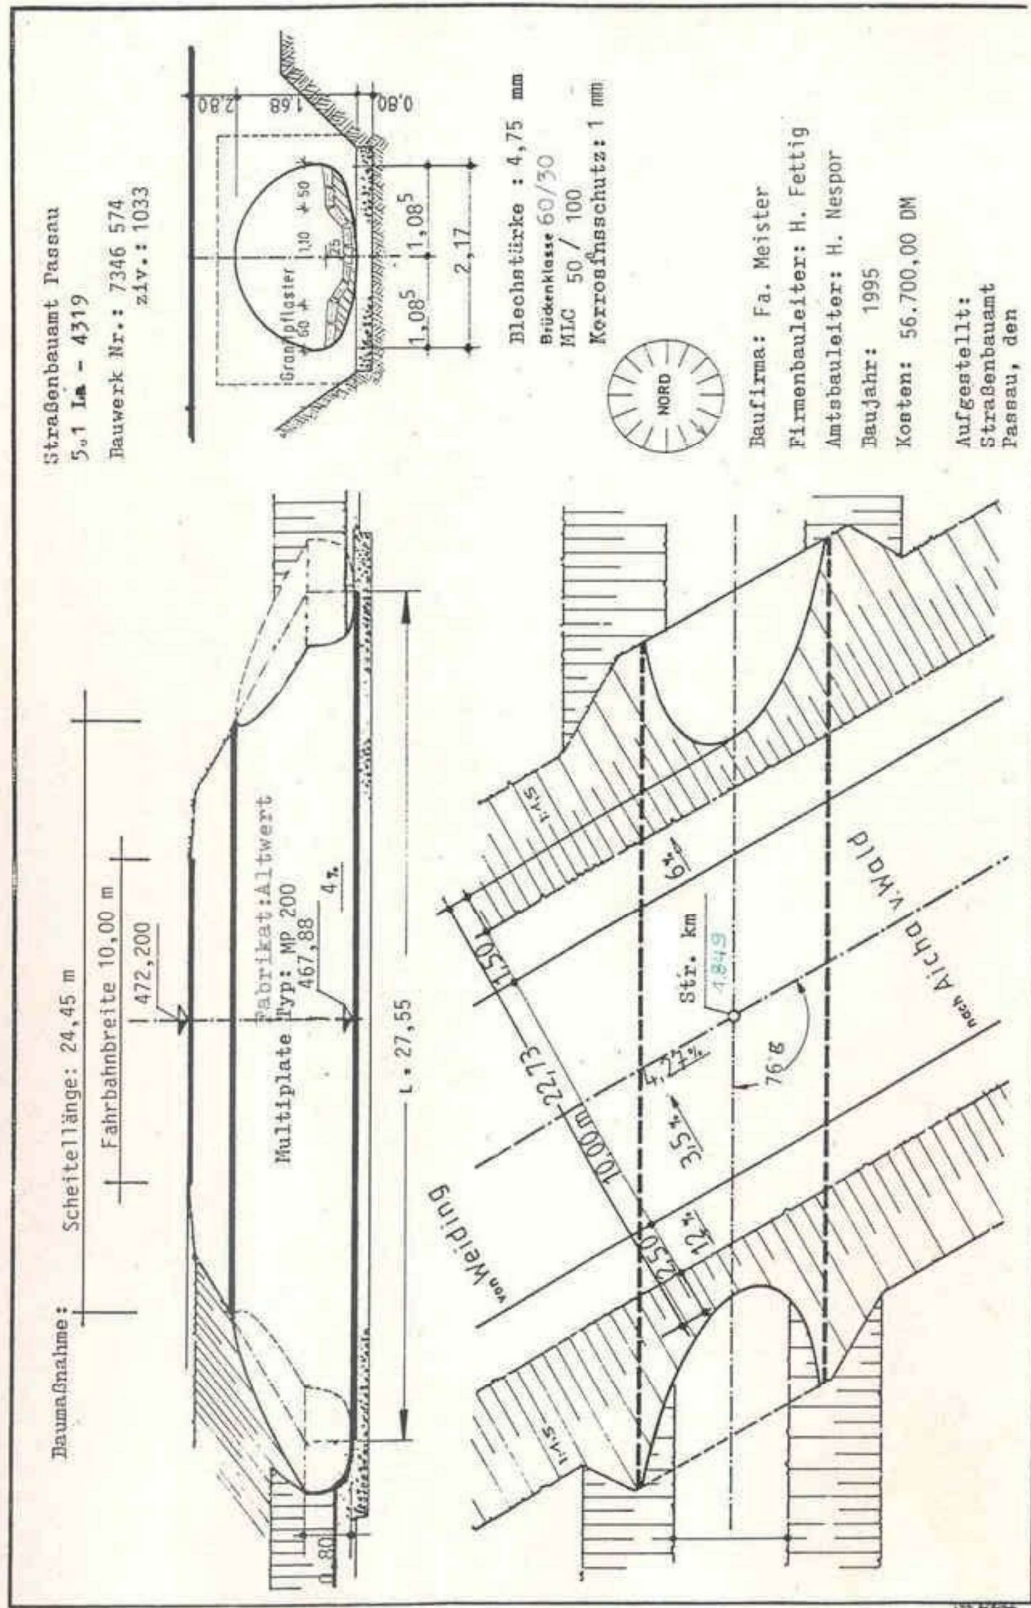 Baumaßnahme:
Straßenbauamt Passau
5.1 La - 4319
Bauwerk Nr.: 7346 574
ziv.: 1033
Scheitellänge: 24,45 m
Fahrbahnbreite 10,00 m
472,200
Fabrikat: Altwert
Multiplate Typ: MP 200
467,88
4%
L = 27,55
0,80
2,80
1,68
0,80
Granitpflaster
60
1,10
50
25
1,08⁵
1,08⁵
2,17
Blechstärke : 4,75 mm
Brückenklasse 60/30
MLC 50 / 100
Korrosinsschutz: 1 mm
NORD
von Weiding
nach Aicha v. Wald
1:1,5
1:1,5
1,50
22,73
10,00 m
2,50
12%
3,5%
4,27%
6%
Str. km
4.849
76 g
Baufirma: Fa. Meister
Firmenbauleiter: H. Fettig
Amtsbauleiter: H. Nespor
Baujahr: 1995
Kosten: 56.700,00 DM
Aufgestellt:
Straßenbauamt
Passau, den